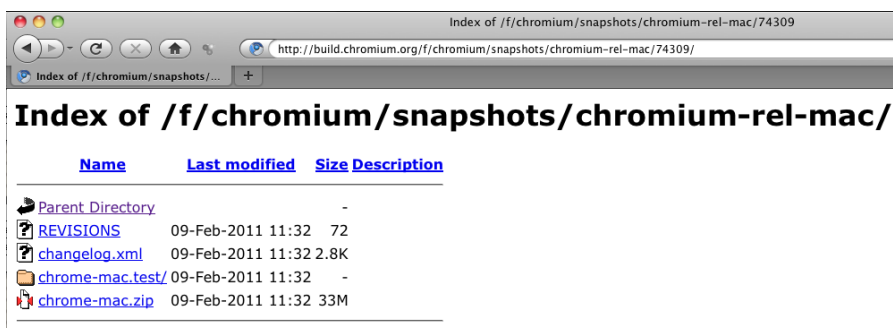 Index of /f/chromium/snapshots/chromium-rel-mac/74309
http://build.chromium.org/f/chromium/snapshots/chromium-rel-mac/74309/
Index of /f/chromium/snapshots/... +
Index of /f/chromium/snapshots/chromium-rel-mac/
Name Last modified Size Description
Parent Directory -
REVISIONS 09-Feb-2011 11:32 72
changelog.xml 09-Feb-2011 11:32 2.8K
chrome-mac.test/ 09-Feb-2011 11:32 -
chrome-mac.zip 09-Feb-2011 11:32 33M